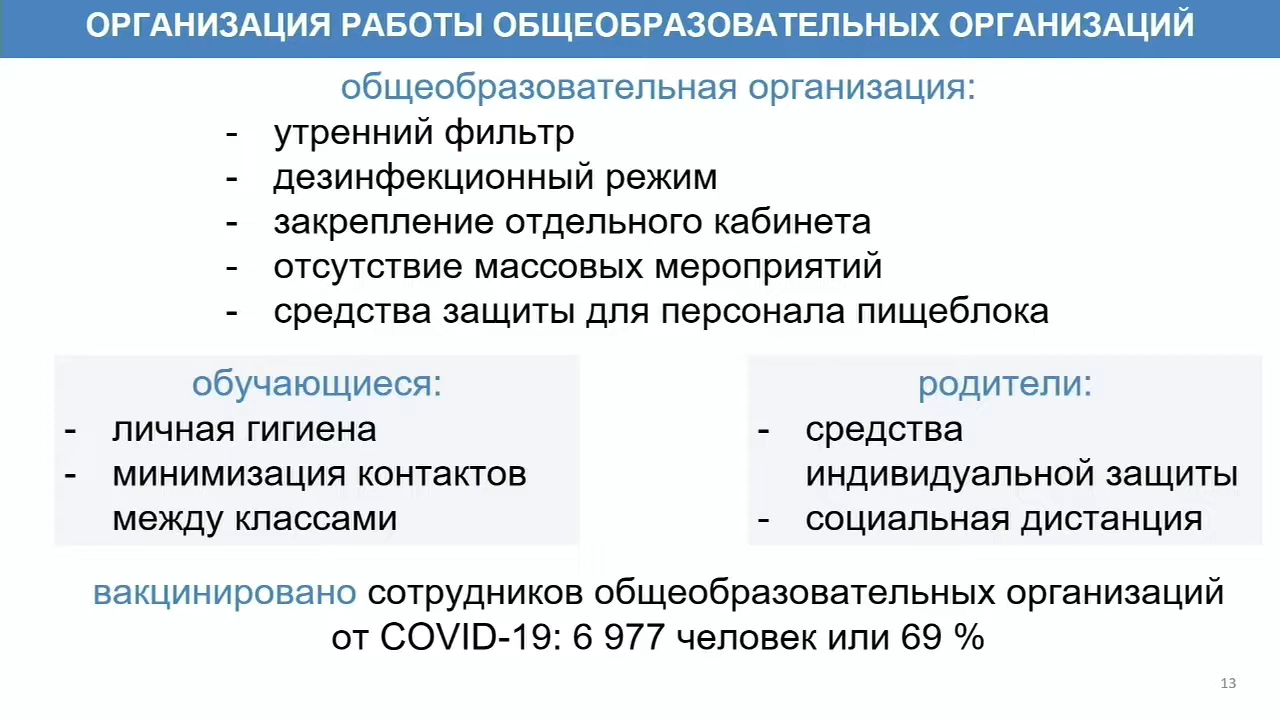 ОРГАНИЗАЦИЯ РАБОТЫ ОБЩЕОБРАЗОВАТЕЛЬНЫХ ОРГАНИЗАЦИЙ
общеобразовательная организация:
- утренний фильтр
- дезинфекционный режим
- закрепление отдельного кабинета
- отсутствие массовых мероприятий
- средства защиты для персонала пищеблока
обучающиеся:
- личная гигиена
- минимизация контактов
между классами
родители:
- средства
индивидуальной защиты
- социальная дистанция
вакцинировано сотрудников общеобразовательных организаций
от COVID-19: 6 977 человек или 69 %
13